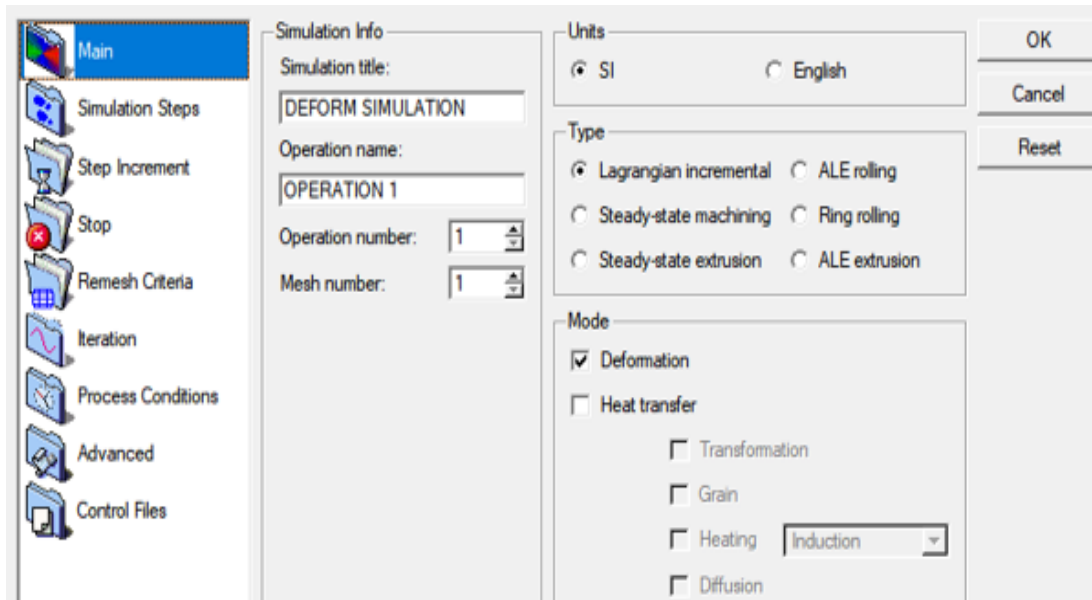 Main
Simulation Steps
Step Increment
Stop
Remesh Criteria
Iteration
Process Conditions
Advanced
Control Files
Simulation Info
Simulation title:
DEFORM SIMULATION
Operation name:
OPERATION 1
Operation number: 1
Mesh number: 1
Units
SI English
Type
Lagrangian incremental ALE rolling
Steady-state machining Ring rolling
Steady-state extrusion ALE extrusion
Mode
Deformation
Heat transfer
Transformation
Grain
Heating Induction
Diffusion
OK
Cancel
Reset